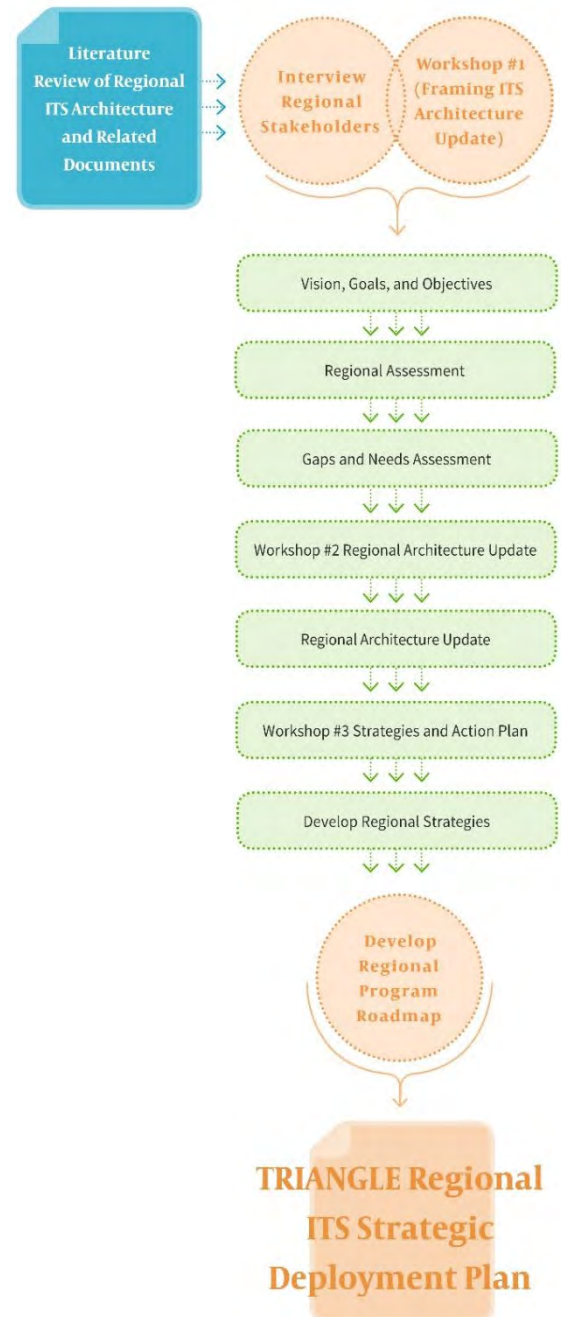 Literature
Review of Regional
ITS Architecture
and Related
Documents
Interview
Regional
Stakeholders
Workshop #1
(Framing ITS
Architecture
Update)
Vision, Goals, and Objectives
Regional Assessment
Gaps and Needs Assessment
Workshop #2 Regional Architecture Update
Regional Architecture Update
Workshop #3 Strategies and Action Plan
Develop Regional Strategies
Develop
Regional
Program
Roadmap
TRIANGLE Regional
ITS Strategic
Deployment Plan